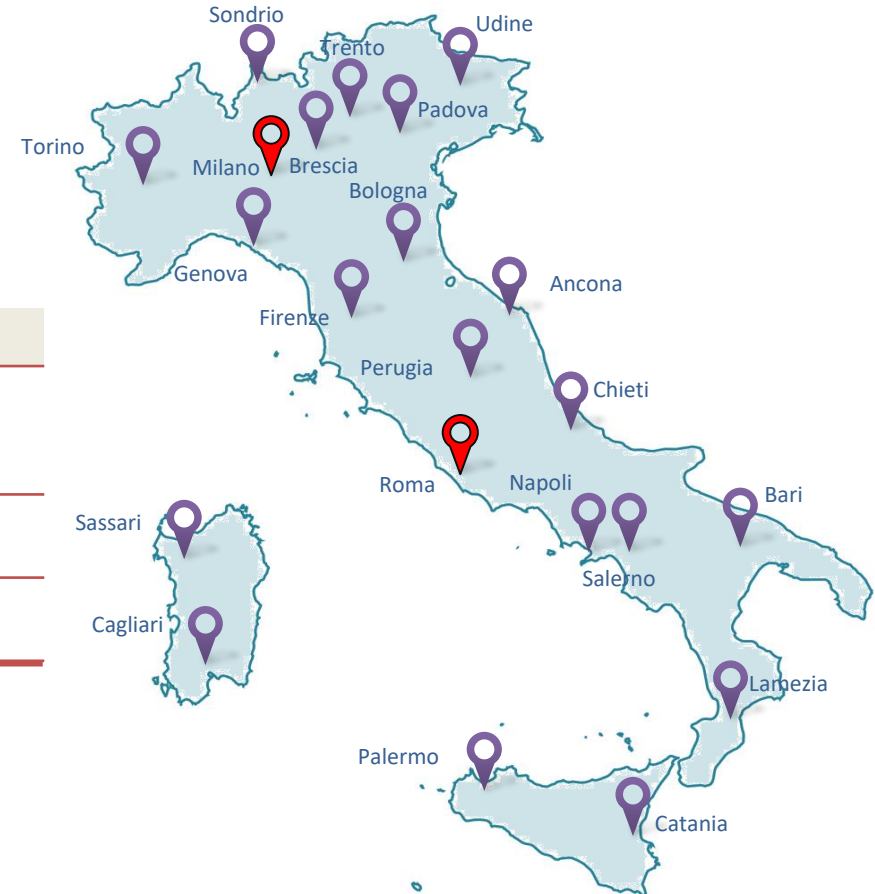 Sondrio
Udine
Trento
Padova
Torino
Milano
Brescia
Bologna
Genova
Ancona
Firenze
Perugia
Chieti
Roma
Napoli
Bari
Sassari
Salerno
Cagliari
Lamezia
Palermo
Catania